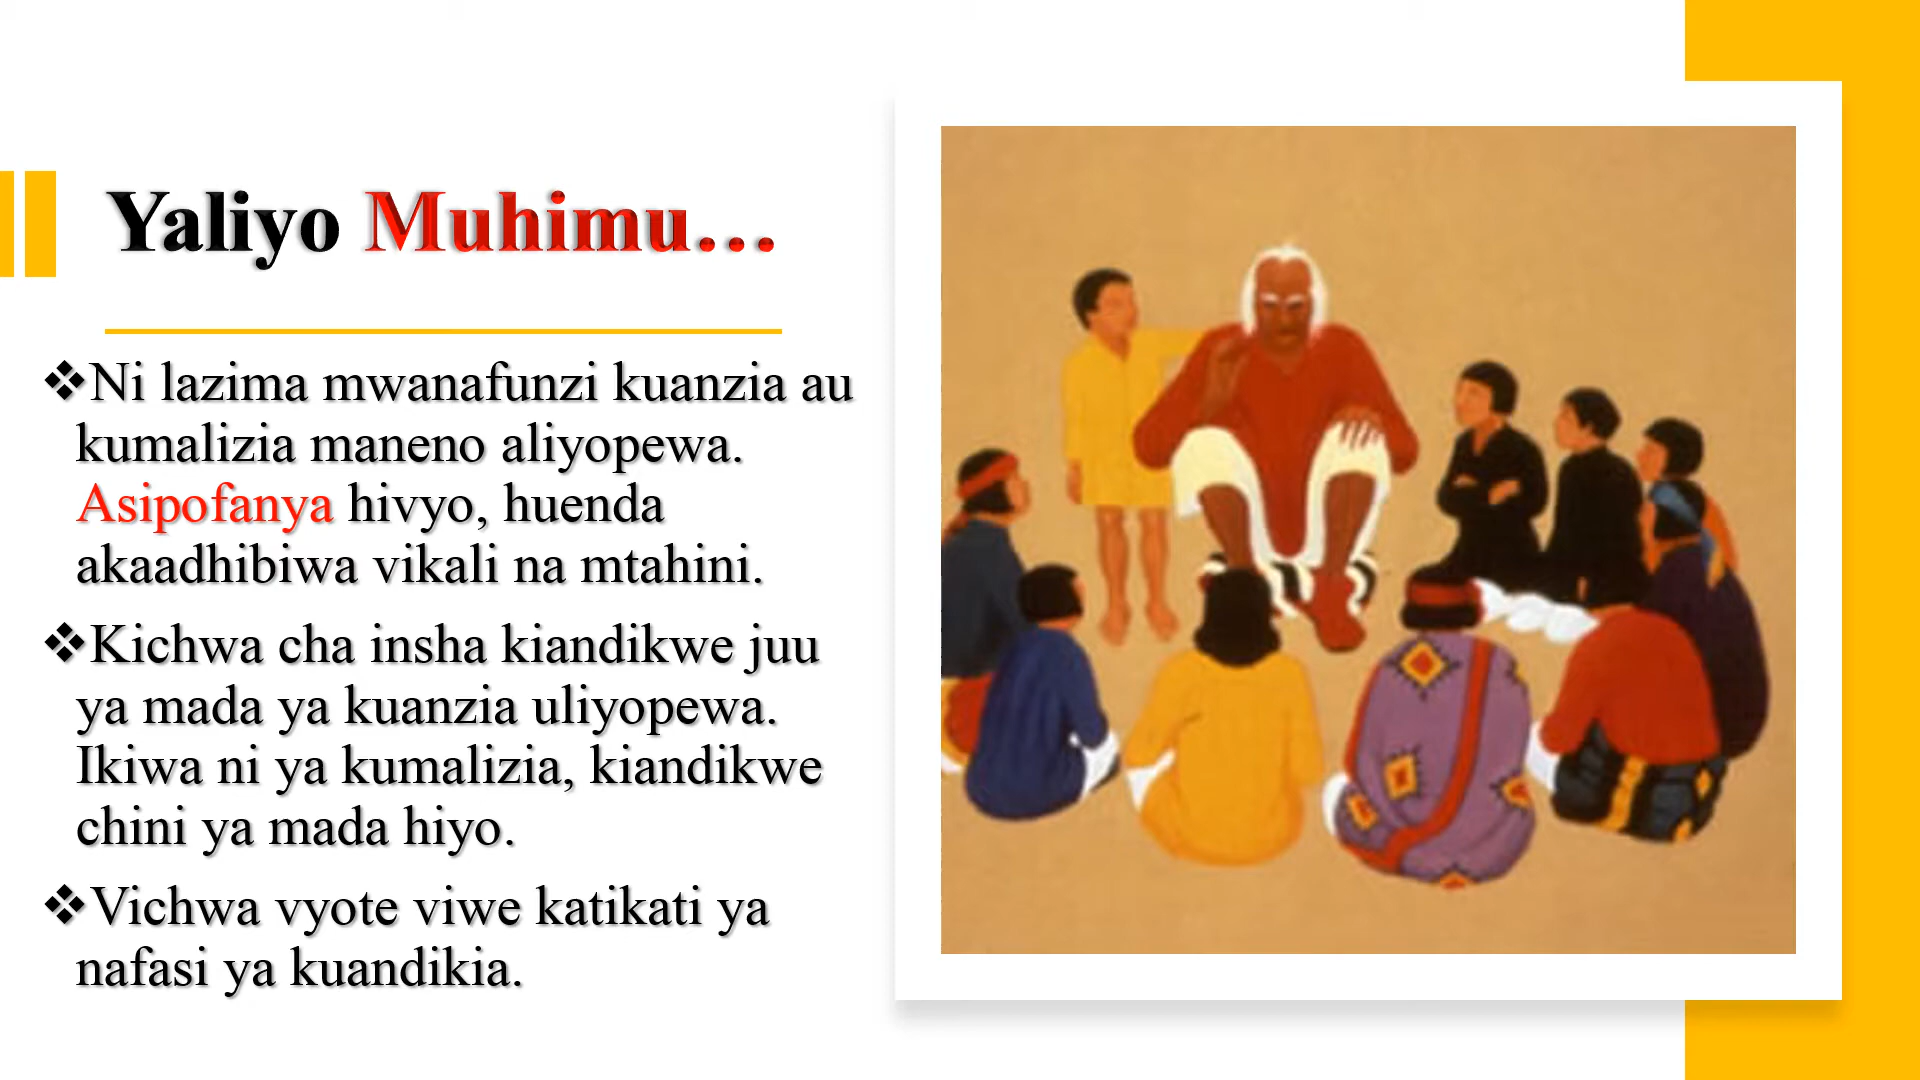 Yaliyo Muhimu...
❖Ni lazima mwanafunzi kuanzia au
kumalizia maneno aliyopewa.
Asipofanya hivyo, huenda
akaadhibiwa vikali na mtahini.
❖Kichwa cha insha kiandikwe juu
ya mada ya kuanzia uliyopewa.
Ikiwa ni ya kumalizia, kiandikwe
chini ya mada hiyo.
❖Vichwa vyote viwe katikati ya
nafasi ya kuandikia.